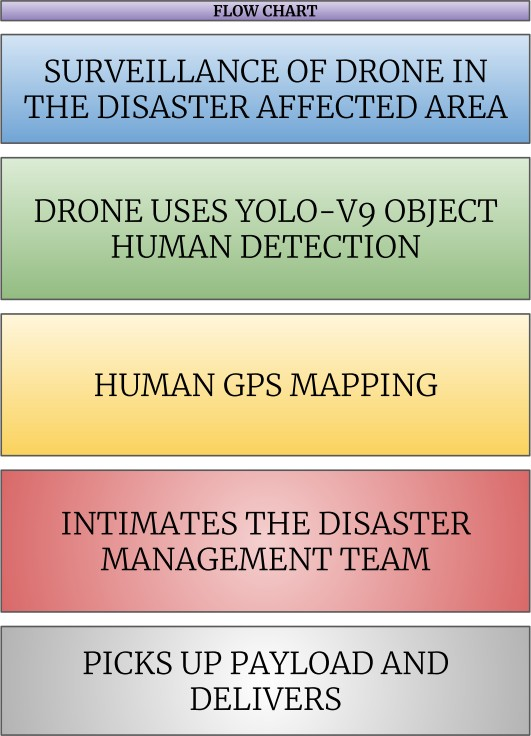 FLOW CHART
SURVEILLANCE OF DRONE IN
THE DISASTER AFFECTED AREA
DRONE USES YOLO-V9 OBJECT
HUMAN DETECTION
HUMAN GPS MAPPING
INTIMATES THE DISASTER
MANAGEMENT TEAM
PICKS UP PAYLOAD AND
DELIVERS